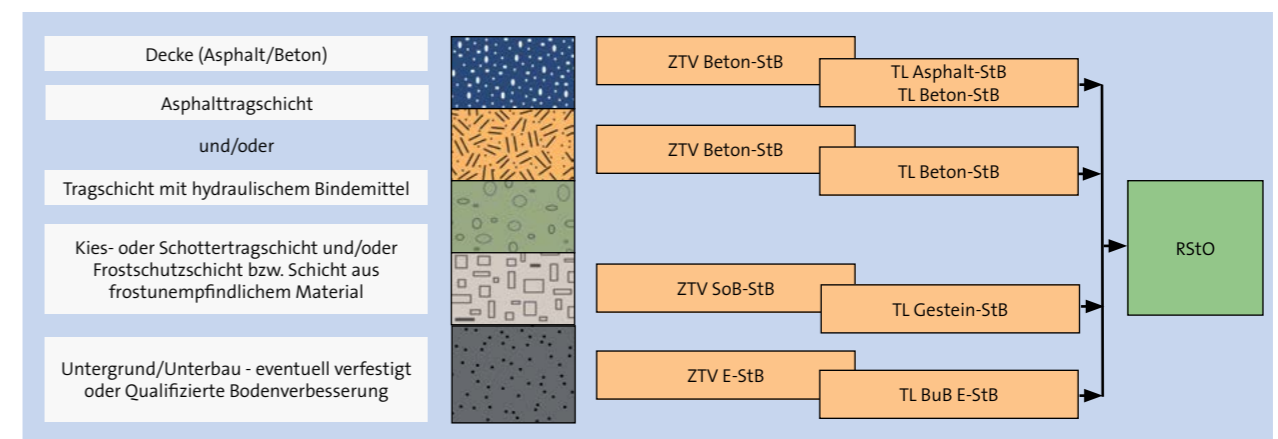 Decke (Asphalt/Beton)
Asphalttragschicht
und/oder
Tragschicht mit hydraulischem Bindemittel
Kies- oder Schottertragschicht und/oder
Frostschutzschicht bzw. Schicht aus
frostunempfindlichem Material
Untergrund/Unterbau - eventuell verfestigt
oder Qualifizierte Bodenverbesserung
ZTV Beton-StB
TL Asphalt-StB
TL Beton-StB
ZTV Beton-StB
TL Beton-StB
ZTV SoB-StB
TL Gestein-StB
ZTV E-StB
TL BuB E-StB
RStO